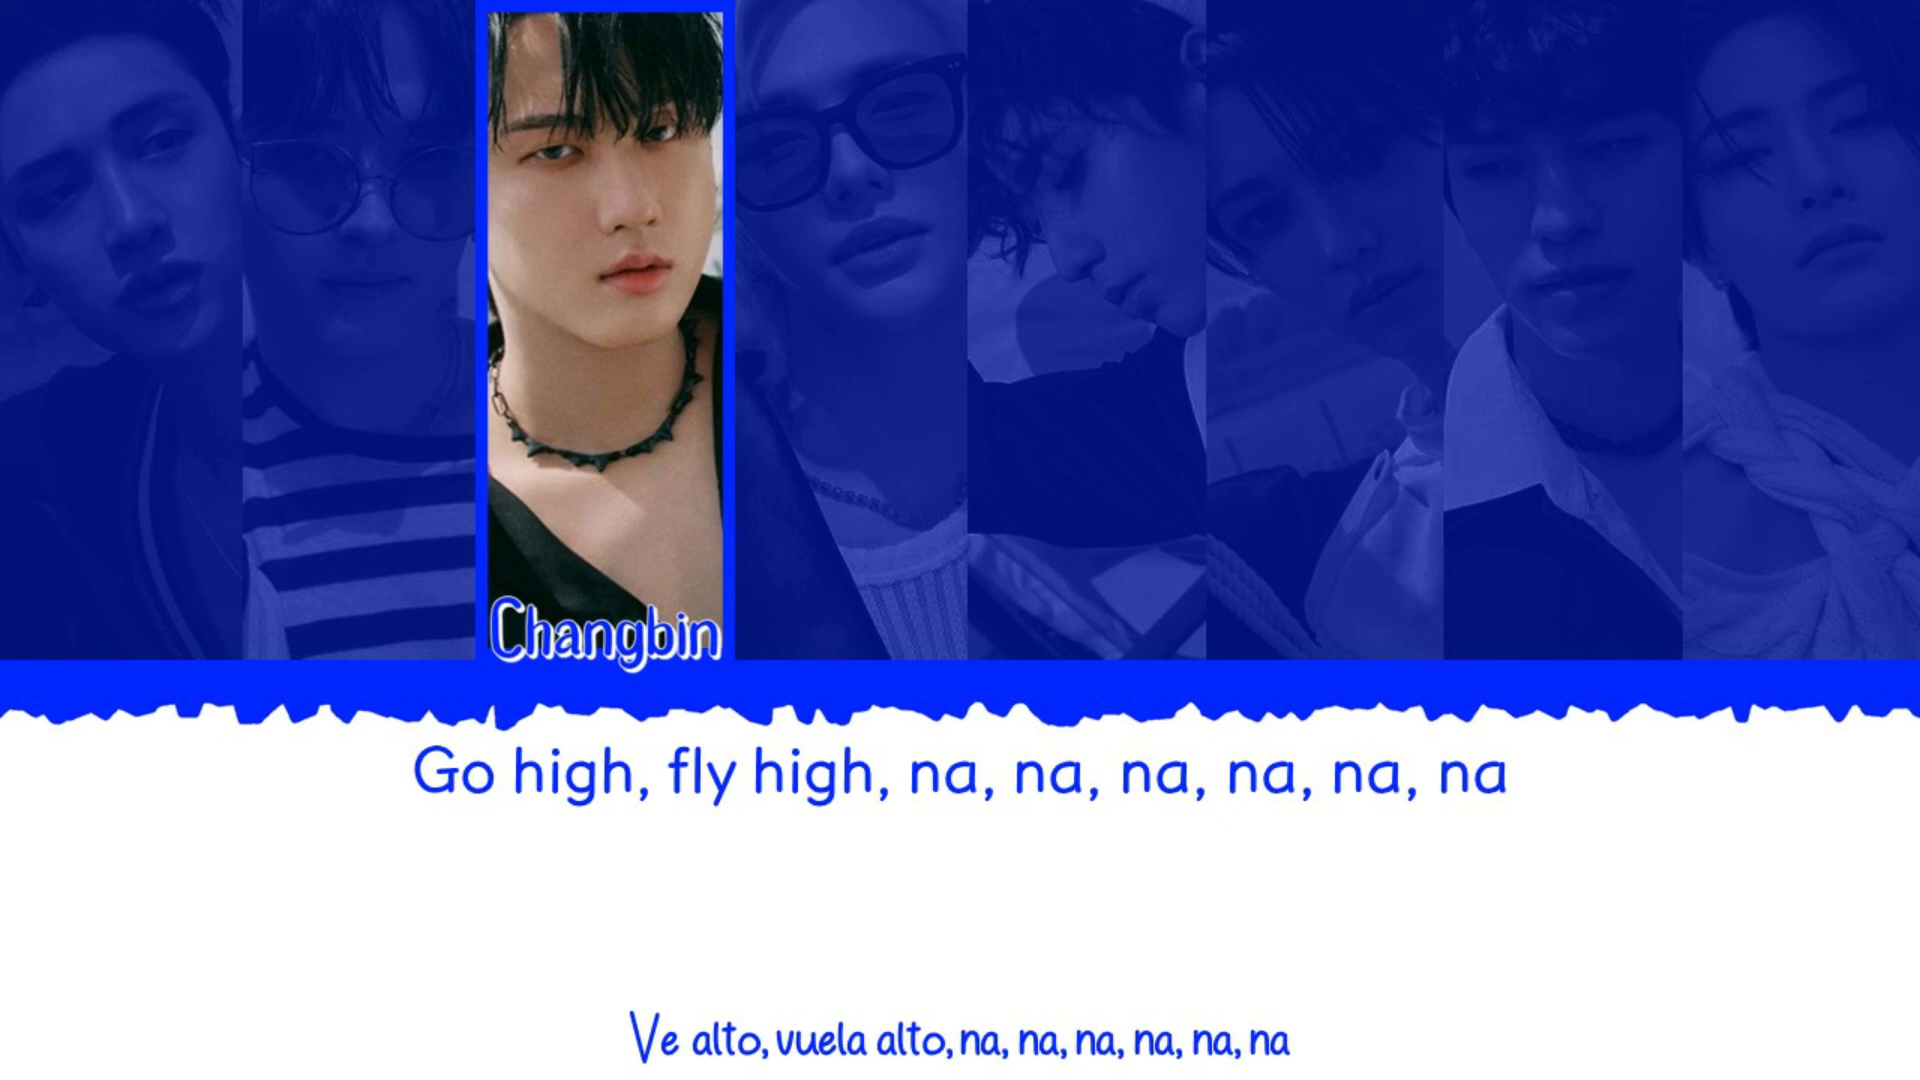 Changbin
Go high, fly high, na, na, na, na, na, na
Ve alto, vuela alto, na, na, na, na, na, na